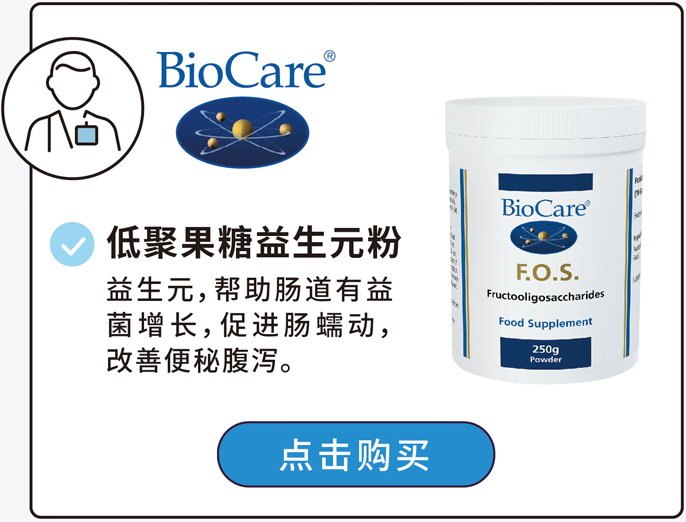 BioCare®
低聚果糖益生元粉
益生元，帮助肠道有益
菌增长，促进肠蠕动，
改善便秘腹泻。
BioCare®
F.O.S.
Fructooligosaccharides
Food Supplement
250g
Powder
点击购买